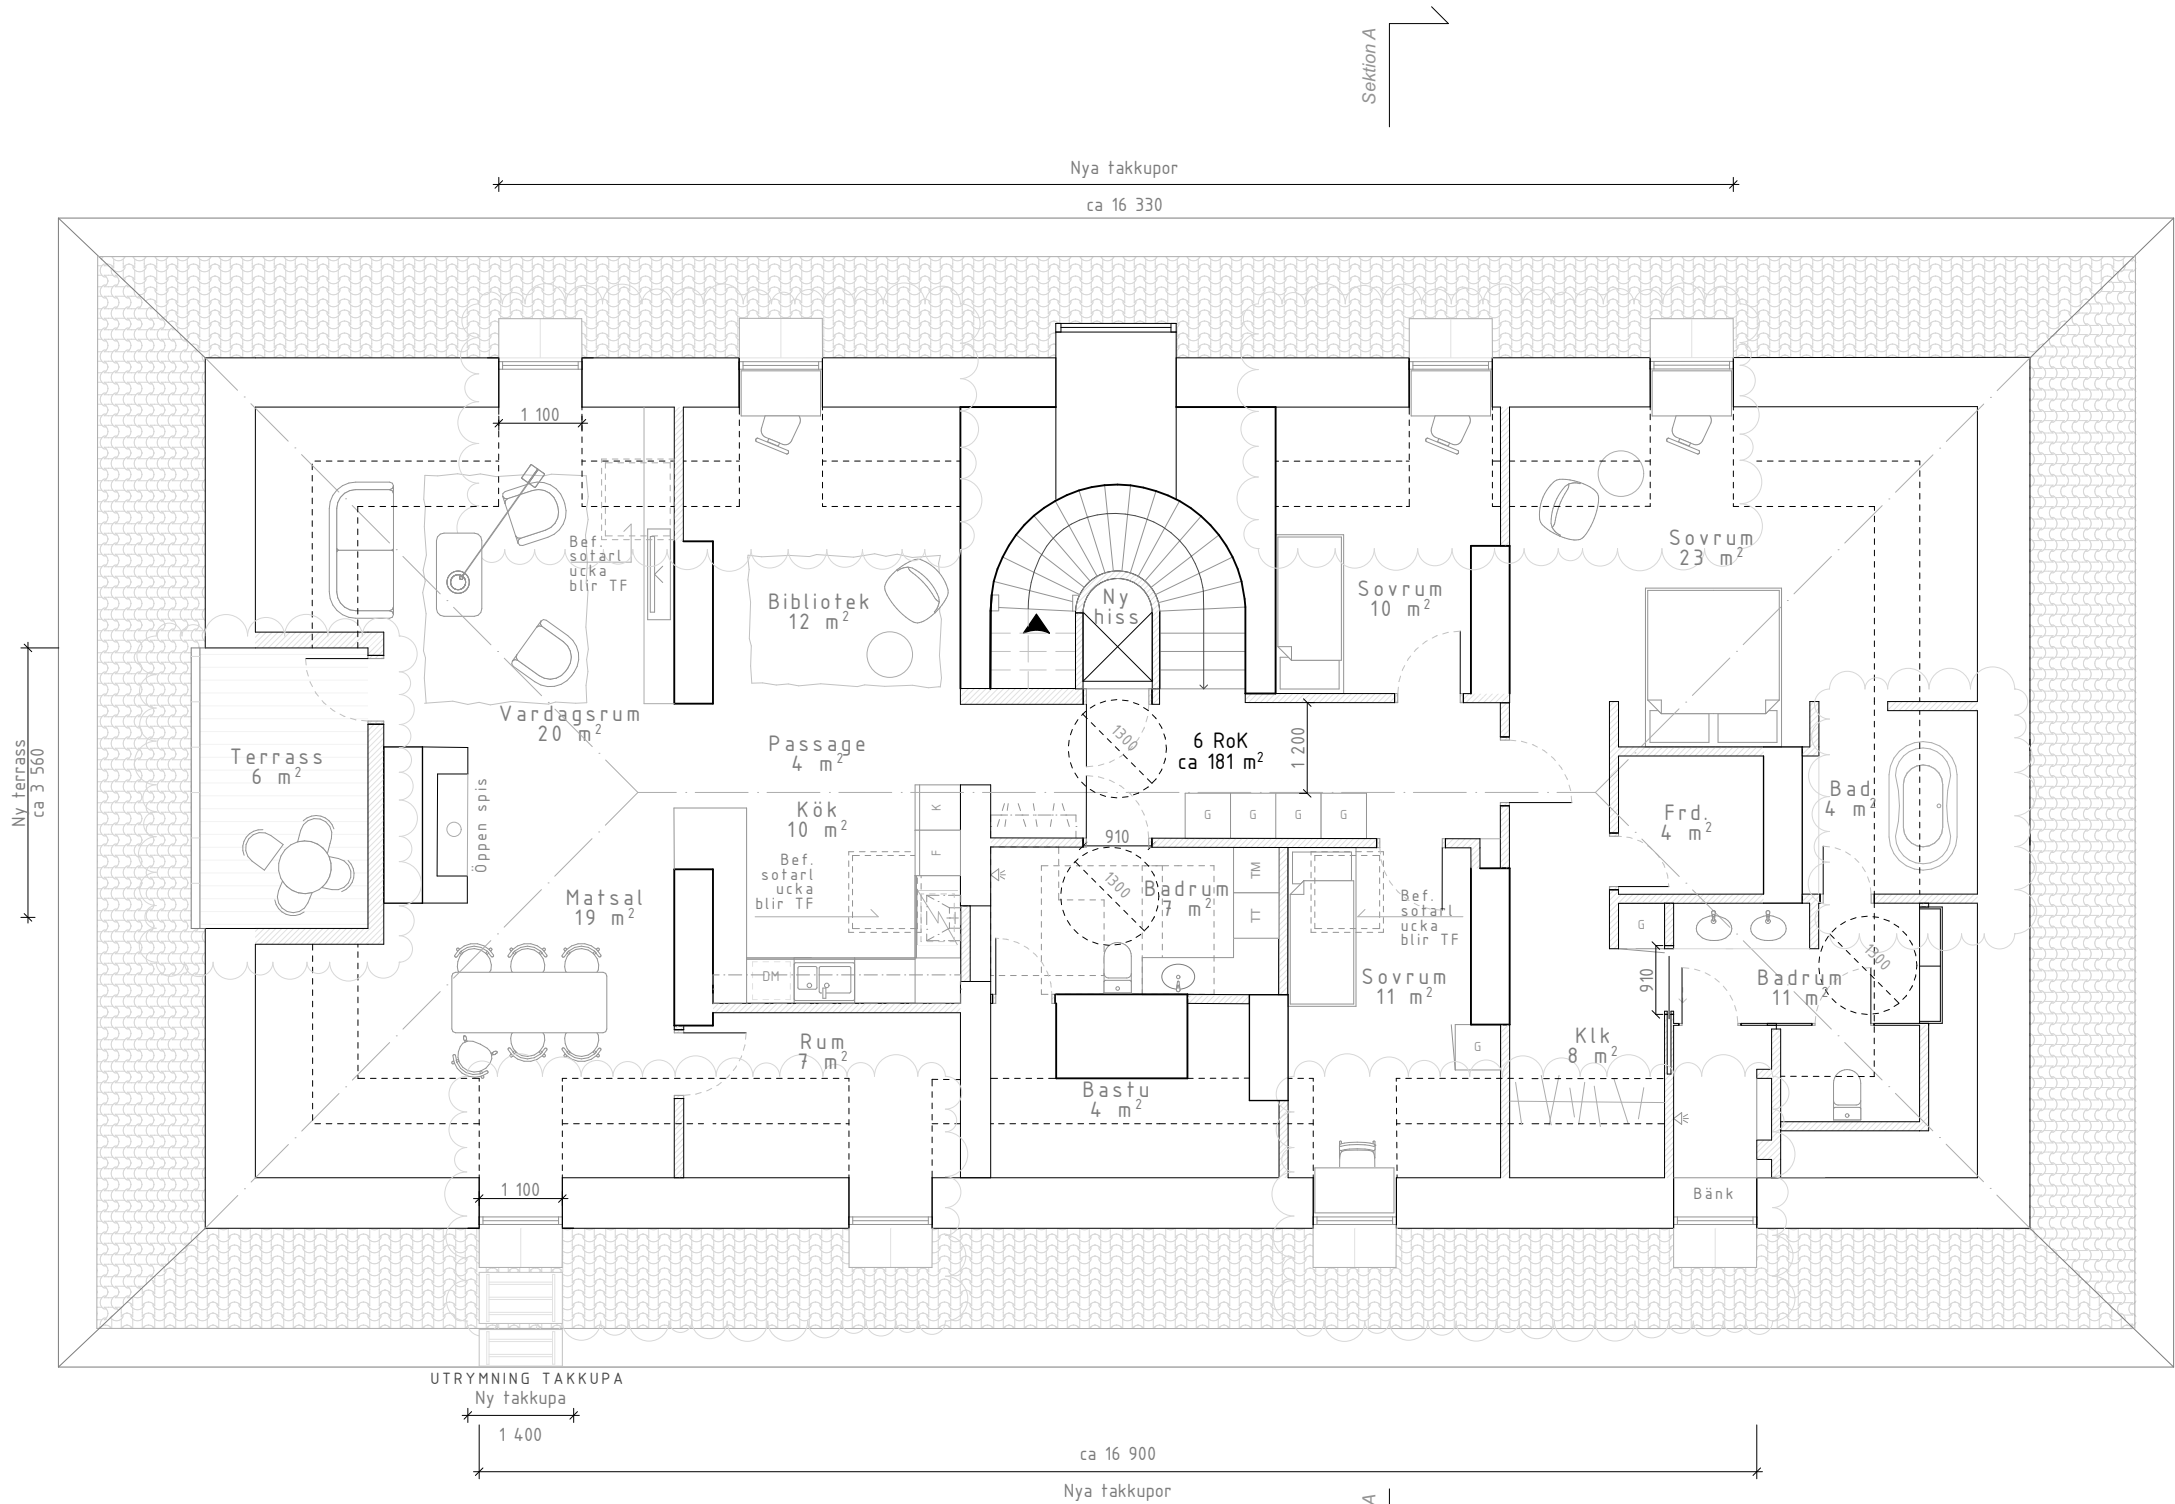 Sektion A
Nya takkupor
ca 16 330
1 100
Bef.
sotarl
ucka
blir TF
Bibliotek
12 m²
Ny
hiss
Sovrum
10 m²
Sovrum
23 m²
Vardagsrum
20 m²
Terrass
6 m²
Ny terrass
ca 3 560
Öppen spis
Passage
4 m²
1300
6 RoK
ca 181 m²
1 200
Kök
10 m²
K
F
G
G
G
G
910
Frd.
4 m²
Bad
4 m²
Bef.
sotarl
ucka
blir TF
Matsal
19 m²
DM
1300
Badrum
7 m²
TM
TT
Bef.
sotarl
ucka
blir TF
Sovrum
11 m²
G
910
Badrum
11 m²
1300
Rum
7 m²
G
Klk
8 m²
Bastu
4 m²
1 100
Bänk
UTRYMNING TAKKUPA
Ny takkupa
1 400
ca 16 900
Nya takkupor
A